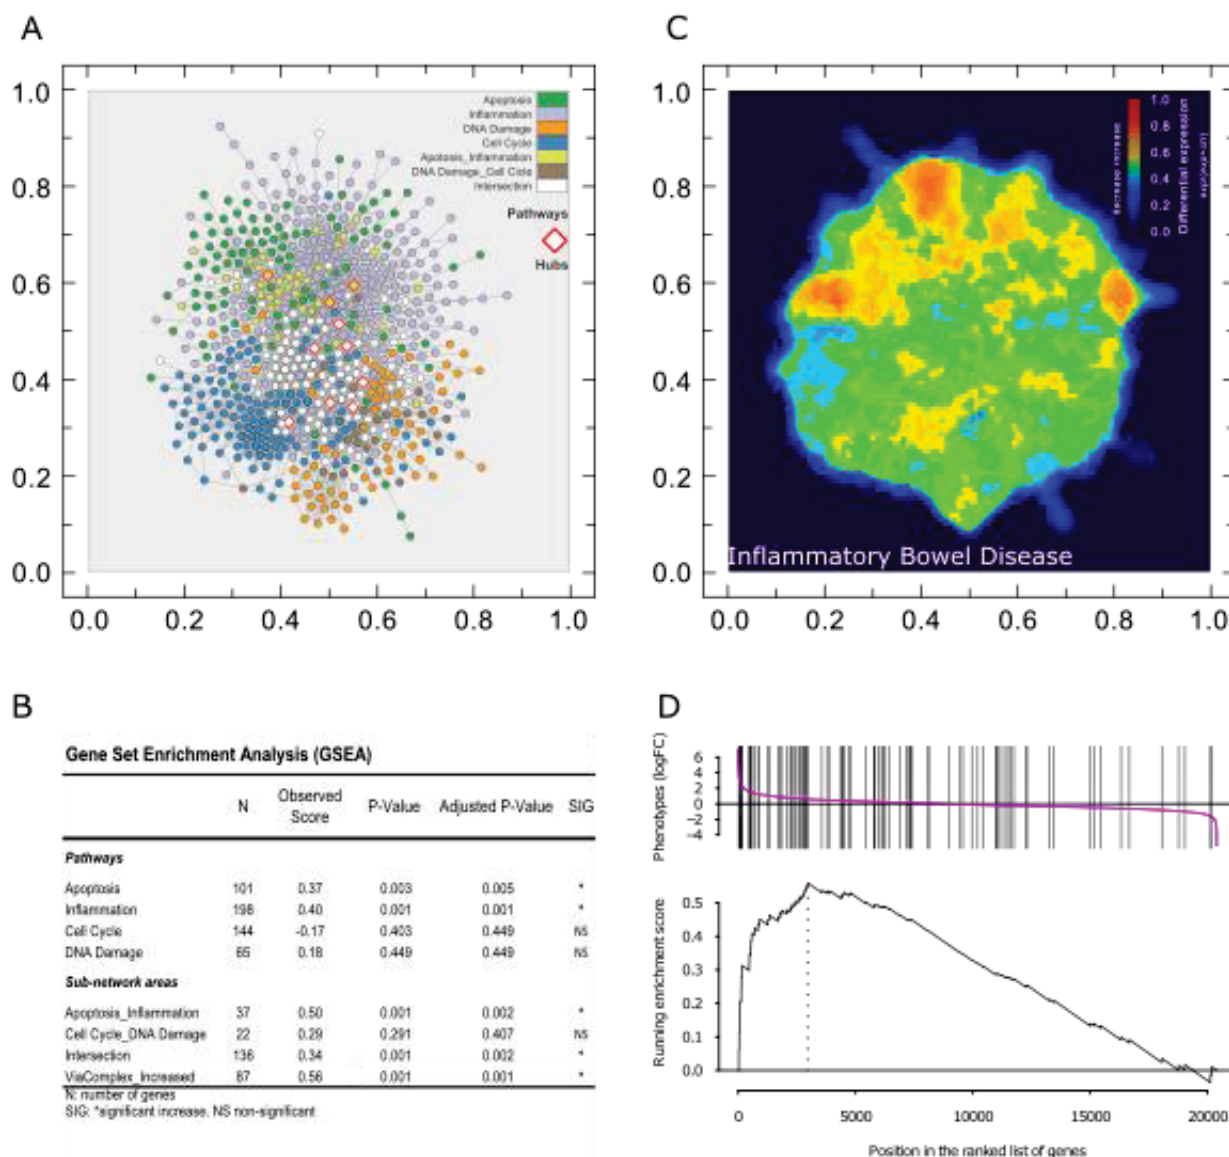 A
1.0
0.8
0.6
0.4
0.2
0.0
0.0 0.2 0.4 0.6 0.8 1.0
Apoptosis
Inflammation
DNA Damage
Cell Cycle
Apotosis_Inflammation
DNA Damage_Cell Cicle
Intersection
Pathways
Hubs
C
1.0
0.8
0.6
0.4
0.2
0.0
0.0 0.2 0.4 0.6 0.8 1.0
1.0
0.8
0.6
0.4
0.2
0.0
Differential expression
Inflammatory Bowel Disease
B
Gene Set Enrichment Analysis (GSEA)
N Observed Score P-Value Adjusted P-Value SIG
Pathways
Apoptosis 101 0.37 0.003 0.005 *
Inflammation 198 0.40 0.001 0.001 *
Cell Cycle 144 -0.17 0.403 0.449 NS
DNA Damage 65 0.18 0.449 0.449 NS
Sub-network areas
Apoptosis_Inflammation 37 0.50 0.001 0.002 *
Cell Cycle_DNA Damage 22 0.29 0.291 0.407 NS
Intersection 136 0.34 0.001 0.002 *
ViaComplex_Increased 87 0.56 0.001 0.001 *
N: number of genes
SIG: *significant increase. NS non-significant
D
Phenotypes (logFC)
6
4
2
0
−2
−4
Running enrichment score
0.5
0.4
0.3
0.2
0.1
0.0
0 5000 10000 15000 20000
Position in the ranked list of genes